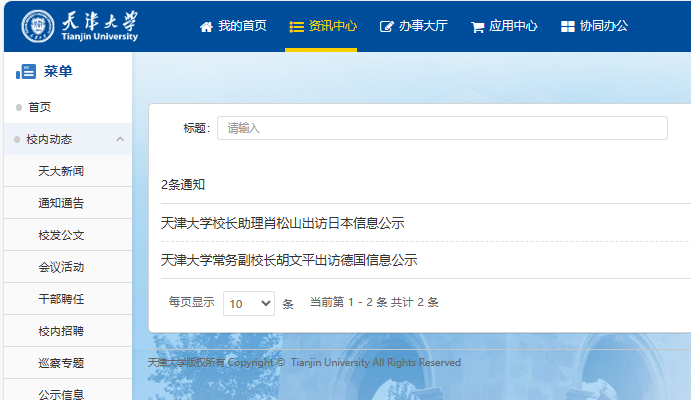 天津大学
Tianjin University
我的首页 资讯中心 办事大厅 应用中心 协同办公
菜单
首页
校内动态
天大新闻
通知通告
校发公文
会议活动
干部聘任
校内招聘
巡察专题
公示信息
标题: 请输入
2条通知
天津大学校长助理肖松山出访日本信息公示
天津大学常务副校长胡文平出访德国信息公示
每页显示 10 条 当前第 1 - 2 条 共计 2 条
天津大学版权所有 Copyright © Tianjin University All Rights Reserved